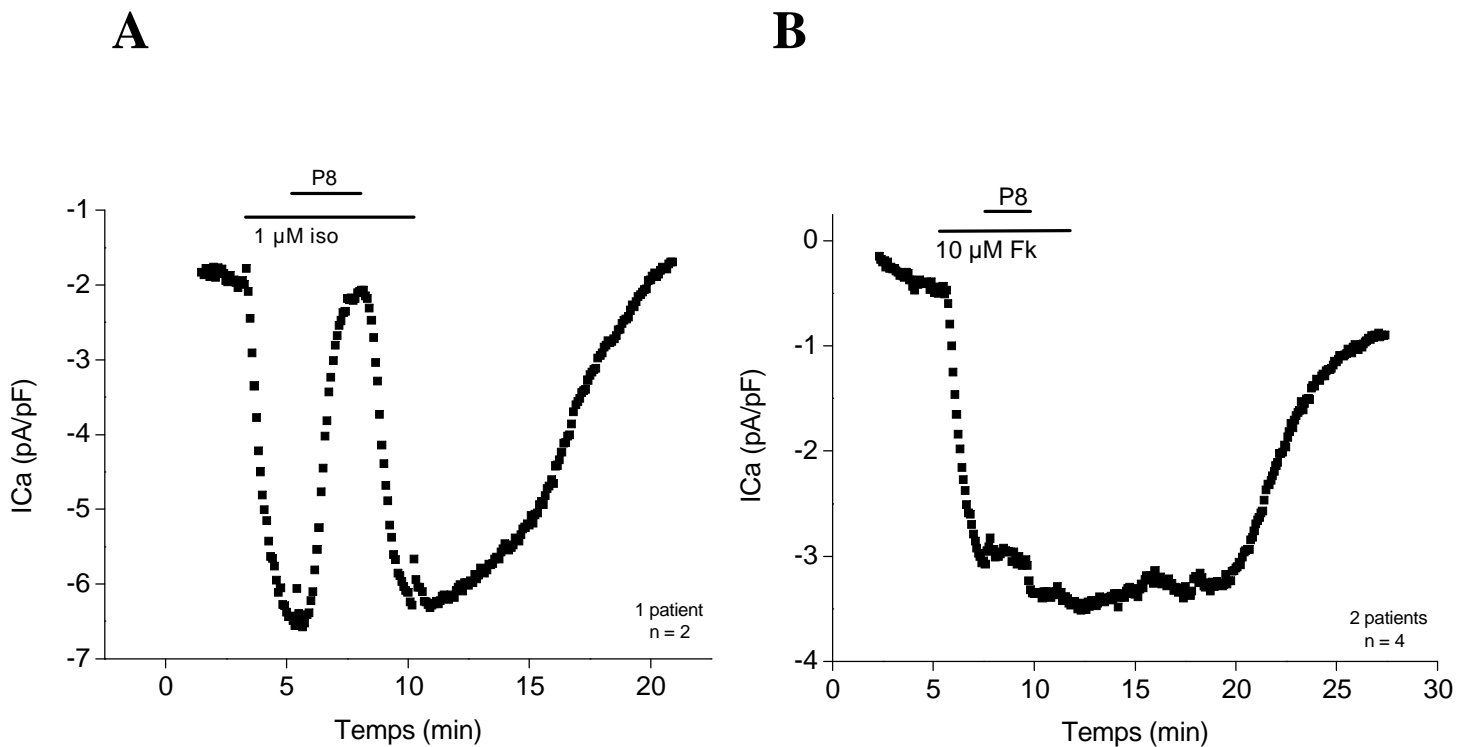 A
P8
1 µM iso
-1
-2
-3
-4
-5
-6
-7
ICa (pA/pF)
0
5
10
15
20
Temps (min)
1 patient
n = 2
B
P8
10 µM Fk
0
-1
-2
-3
-4
ICa (pA/pF)
0
5
10
15
20
25
30
Temps (min)
2 patients
n = 4